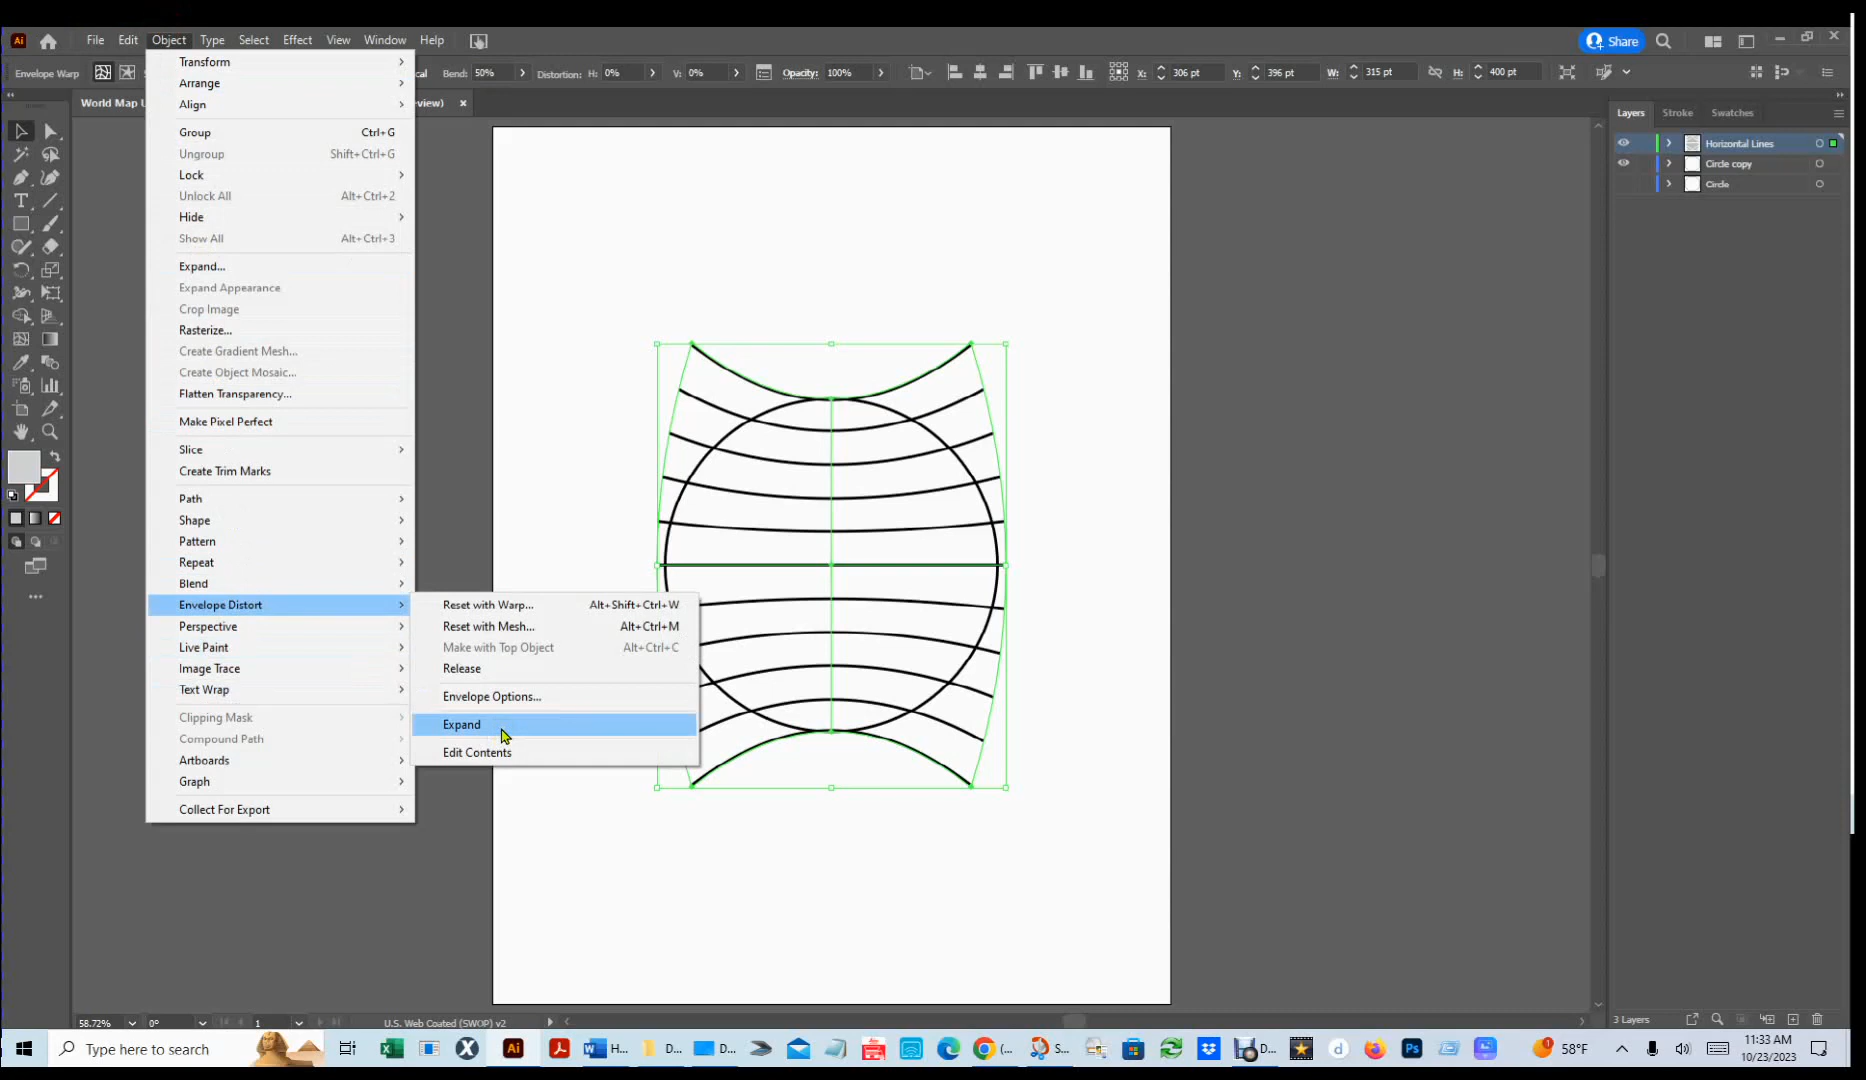 Ai File Edit Object Type Select Effect View Window Help Share
Envelope Warp cal Bend: 50% Distortion: H: 0% V: 0% Opacity: 100% X: 306 pt Y: 396 pt W: 315 pt H: 400 pt
World Map U view) ×
Transform
Arrange
Align
Group Ctrl+G
Ungroup Shift+Ctrl+G
Lock
Unlock All Alt+Ctrl+2
Hide
Show All Alt+Ctrl+3
Expand...
Expand Appearance
Crop Image
Rasterize...
Create Gradient Mesh...
Create Object Mosaic...
Flatten Transparency...
Make Pixel Perfect
Slice
Create Trim Marks
Path
Shape
Pattern
Repeat
Blend
Envelope Distort
Perspective
Live Paint
Image Trace
Text Wrap
Clipping Mask
Compound Path
Artboards
Graph
Collect For Export
Reset with Warp... Alt+Shift+Ctrl+W
Reset with Mesh... Alt+Ctrl+M
Make with Top Object Alt+Ctrl+C
Release
Envelope Options...
Expand
Edit Contents
Layers Stroke Swatches
Horizontal Lines
Circle copy
Circle
58.72% 0° 1 U.S. Web Coated (SWOP) v2
3 Layers
Type here to search
Ai H... D... D... (... S... D... Ps 58°F
11:33 AM
10/23/2023